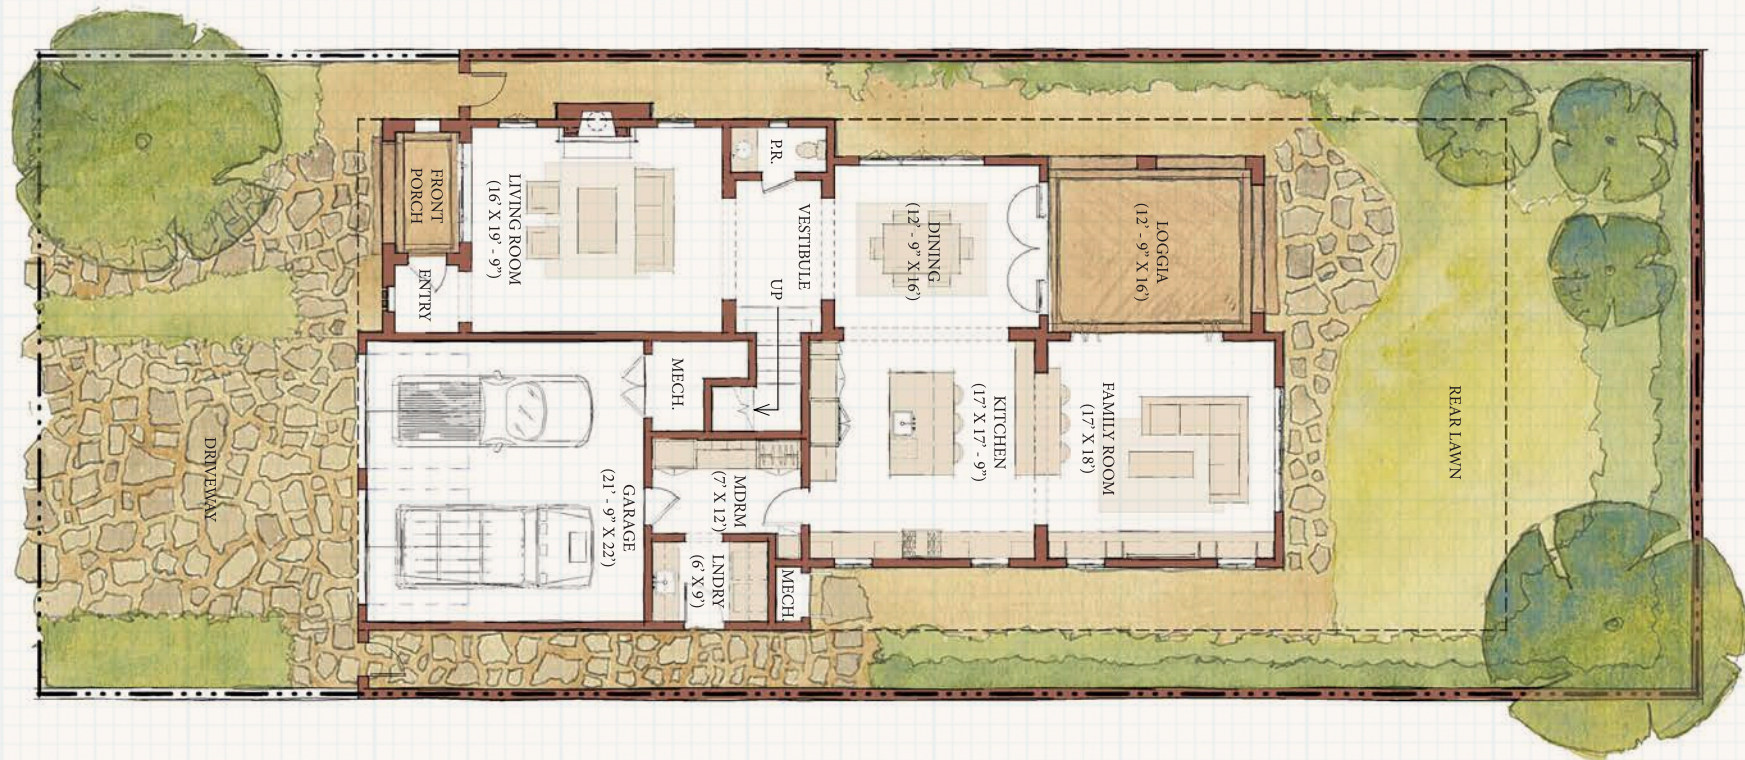 FRONT
PORCH
ENTRY
LIVING ROOM
(16' X 19' - 9")
P.R.
VESTIBULE
UP
DINING
(12' - 9" X 16')
LOGGIA
(12' - 9" X 16')
MECH.
KITCHEN
(17' X 17' - 9")
FAMILY ROOM
(17' X 18')
REAR LAWN
DRIVEWAY
GARAGE
(21' - 9" X 22')
MDRM
(7' X 12')
LNDRY
(6' X 9')
MECH.